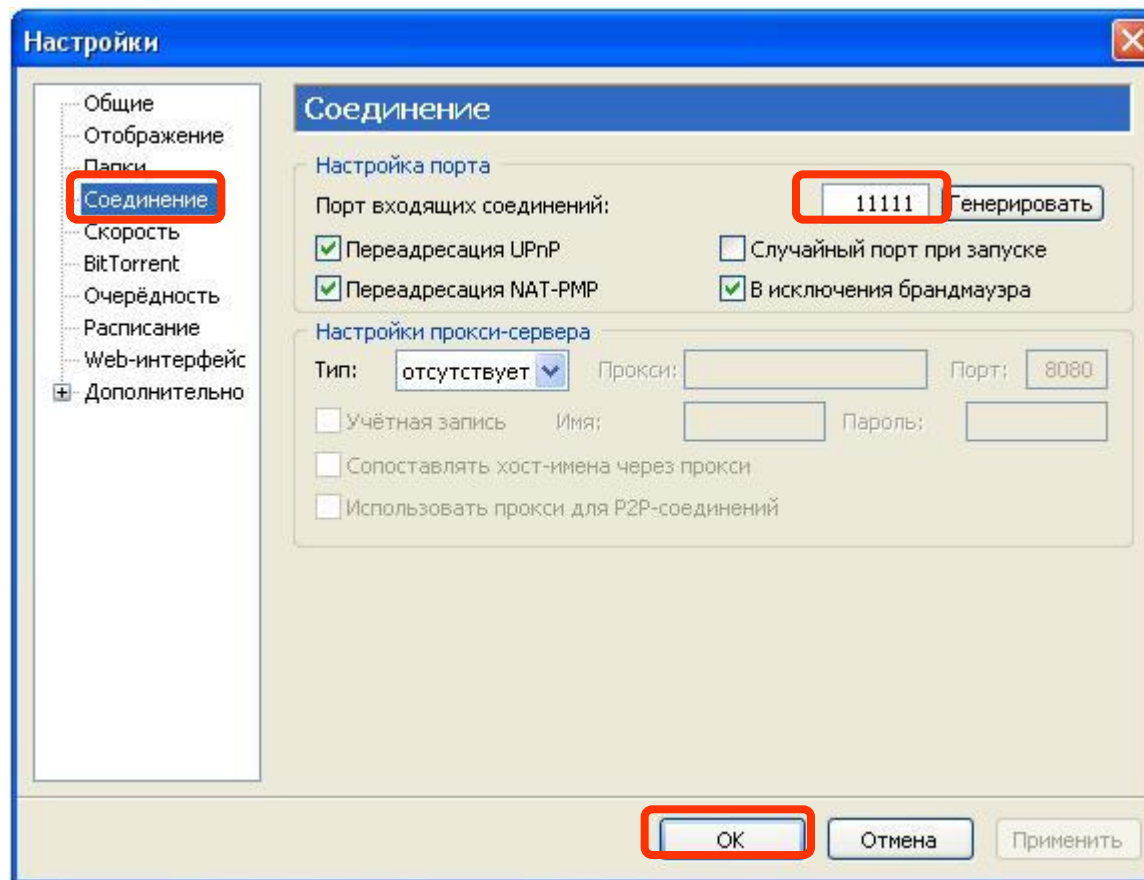 Настройки
Общие
Отображение
Папки
Соединение
Скорость
BitTorrent
Очерёдность
Расписание
Web-интерфейс
Дополнительно
Соединение
Настройка порта
Порт входящих соединений: 11111 Генерировать
Переадресация UPnP Случайный порт при запуске
Переадресация NAT-PMP В исключения брандмауэра
Настройки прокси-сервера
Тип: отсутствует Прокси: Порт: 8080
Учётная запись Имя: Пароль:
Сопоставлять хост-имена через прокси
Использовать прокси для P2P-соединений
OK Отмена Применить